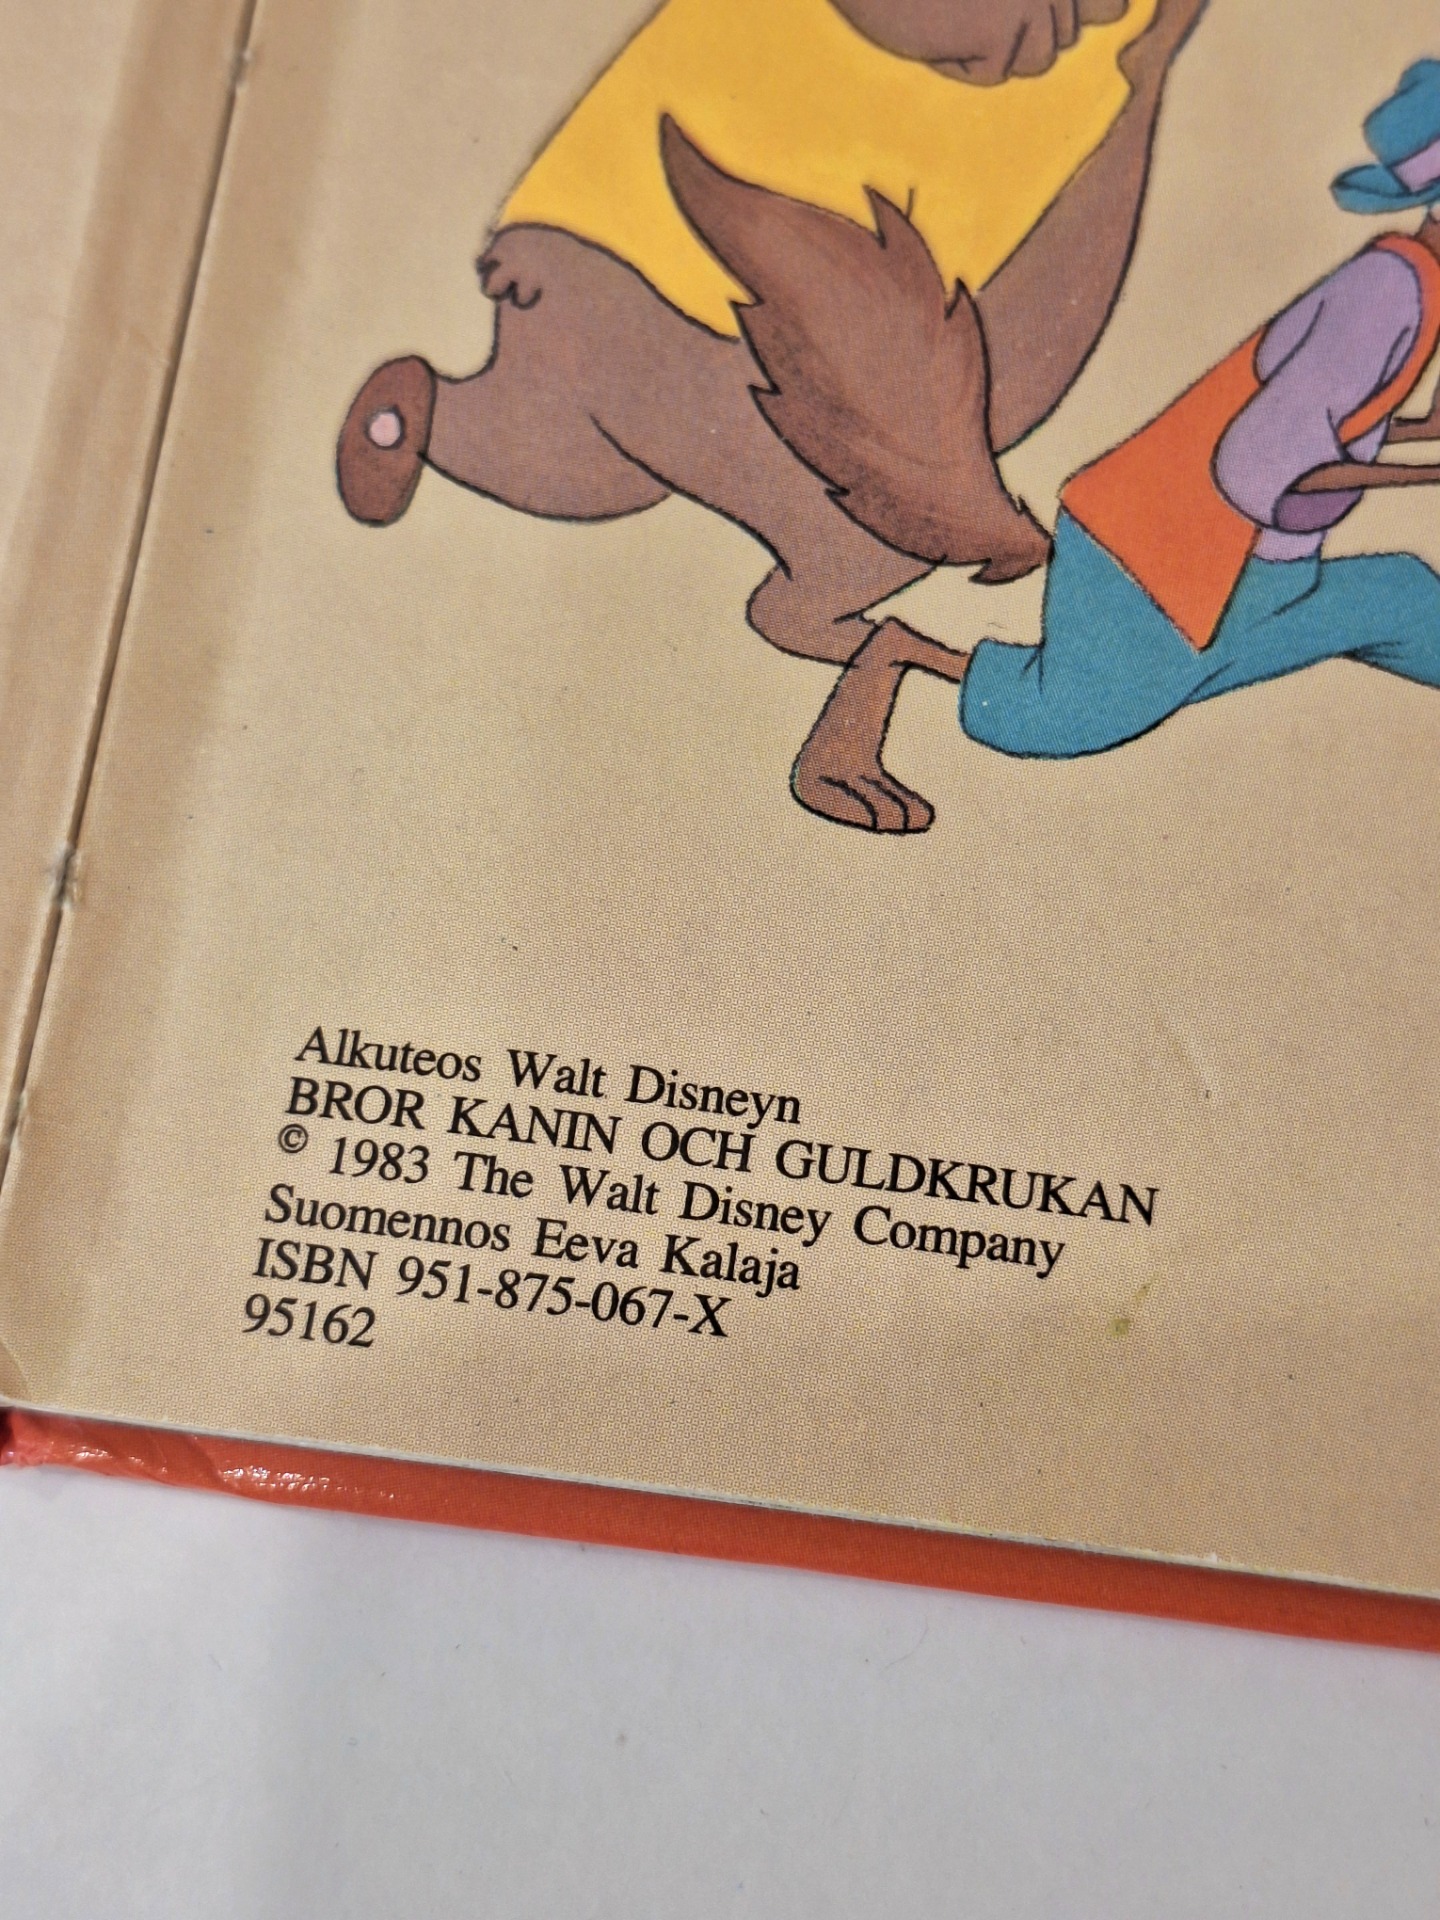 Alkuteos Walt Disneyn
BROR KANIN OCH GULDKRUKAN
© 1983 The Walt Disney Company
Suomennos Eeva Kalaja
ISBN 951-875-067-X
95162